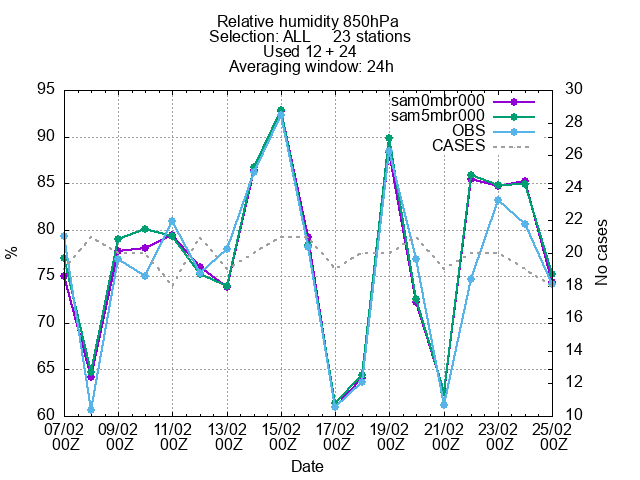 Relative humidity 850hPa
Selection: ALL 23 stations
Used 12 + 24
Averaging window: 24h
95
90
85
80
75
70
65
60
%
30
28
26
24
22
20
18
16
14
12
10
No cases
sam0mbr000
sam5mbr000
OBS
CASES
07/02 09/02 11/02 13/02 15/02 17/02 19/02 21/02 23/02 25/02
00Z 00Z 00Z 00Z 00Z 00Z 00Z 00Z 00Z 00Z
Date